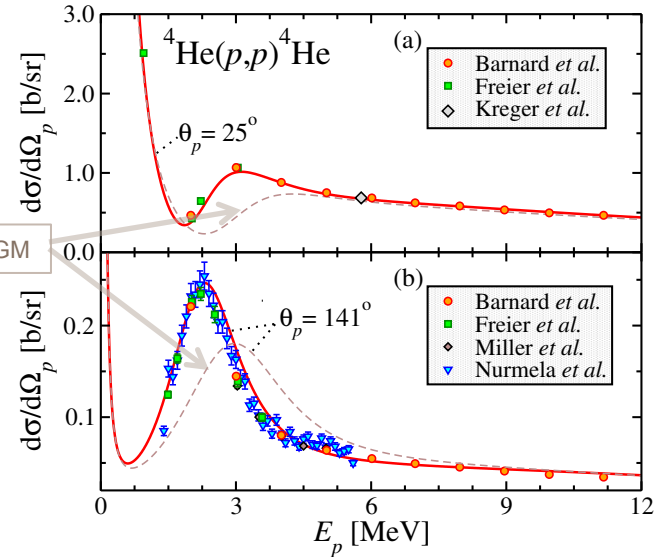 ⁴He(p,p)⁴He
(a)
Barnard et al.
Freier et al.
Kreger et al.
θp = 25°
dσ/dΩp [b/sr]
3.0
2.0
1.0
0.0
GM
(b)
Barnard et al.
Freier et al.
Miller et al.
Nurmela et al.
θp = 141°
dσ/dΩp [b/sr]
0.2
0.1
0 3 6 9 12
Ep [MeV]